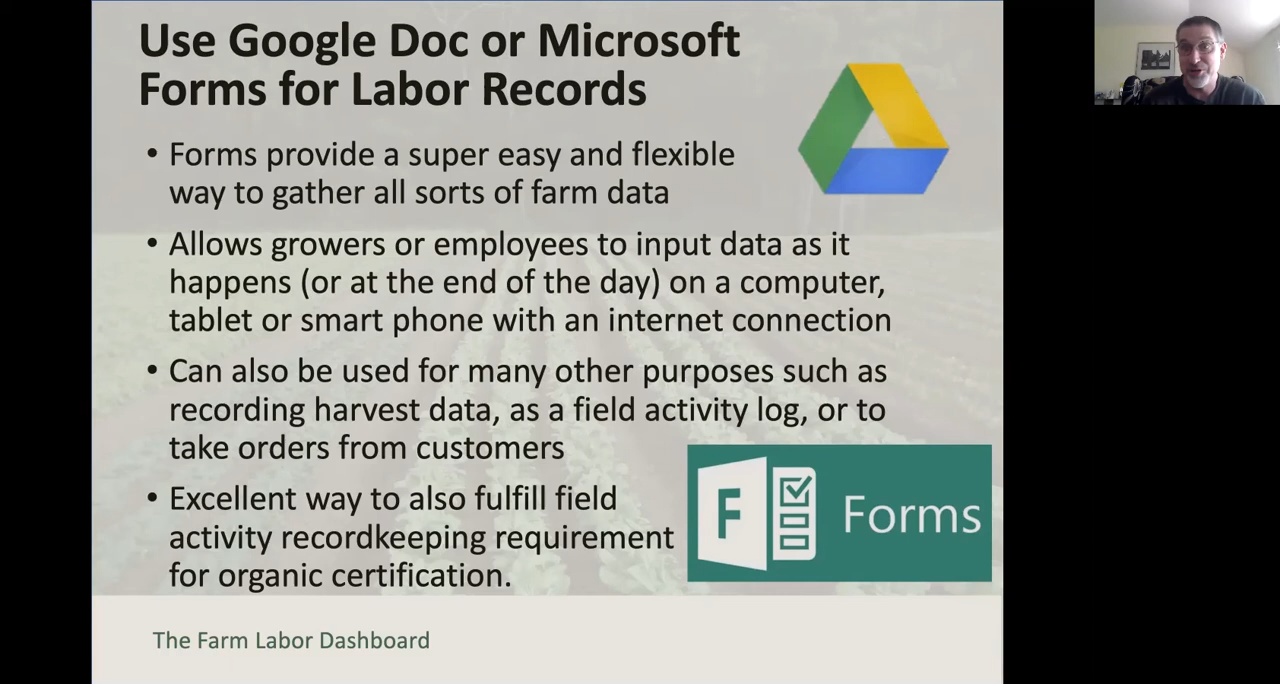 Use Google Doc or Microsoft
Forms for Labor Records
• Forms provide a super easy and flexible
way to gather all sorts of farm data
• Allows growers or employees to input data as it
happens (or at the end of the day) on a computer,
tablet or smart phone with an internet connection
• Can also be used for many other purposes such as
recording harvest data, as a field activity log, or to
take orders from customers
• Excellent way to also fulfill field
activity recordkeeping requirement
for organic certification.
F
Forms
The Farm Labor Dashboard